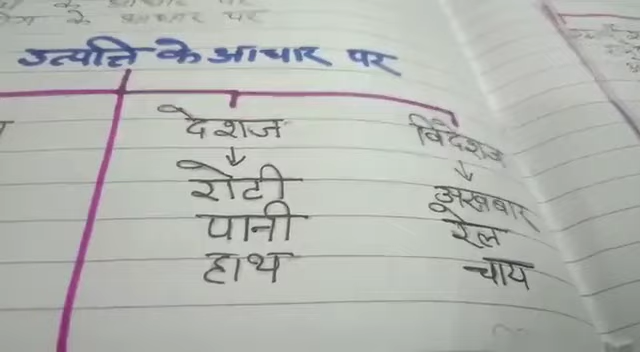 उत्पत्ति के आधार पर
देशज विदेशज
↓ ↓
रोटी अखबार
पानी रेल
हाथ चाय